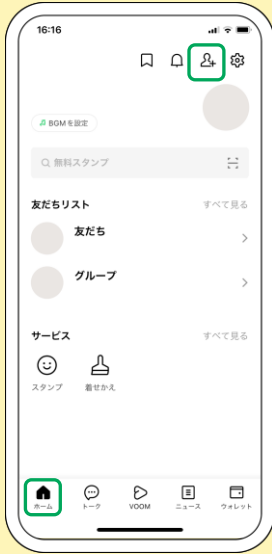 16:16
BGMを設定
無料スタンプ
友だちリスト すべて見る
友だち
グループ
サービス すべて見る
スタンプ 着せかえ
ホーム トーク VOOM ニュース ウォレット